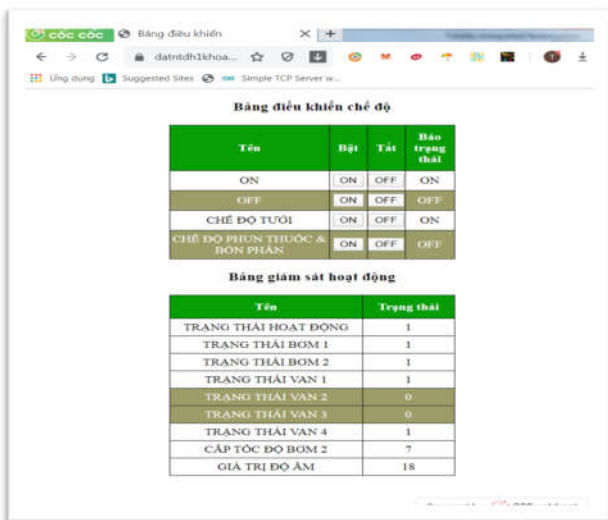 cốc cốc Bảng điều khiển
datntdh1khoa...
Ứng dụng Suggested Sites Simple TCP Server w...
Bảng điều khiển chế độ
Tên Bật Tắt Báo trạng thái
ON ON OFF ON
OFF ON OFF OFF
CHẾ ĐỘ TƯỚI ON OFF ON
CHẾ ĐỘ PHUN THUỐC & BÓN PHÂN ON OFF OFF
Bảng giám sát hoạt động
Tên Trạng thái
TRẠNG THÁI HOẠT ĐỘNG 1
TRẠNG THÁI BƠM 1 1
TRẠNG THÁI BƠM 2 1
TRẠNG THÁI VAN 1 1
TRẠNG THÁI VAN 2 0
TRẠNG THÁI VAN 3 0
TRẠNG THÁI VAN 4 1
CẤP TỐC ĐỘ BƠM 2 7
GIÁ TRỊ ĐỘ ẨM 18